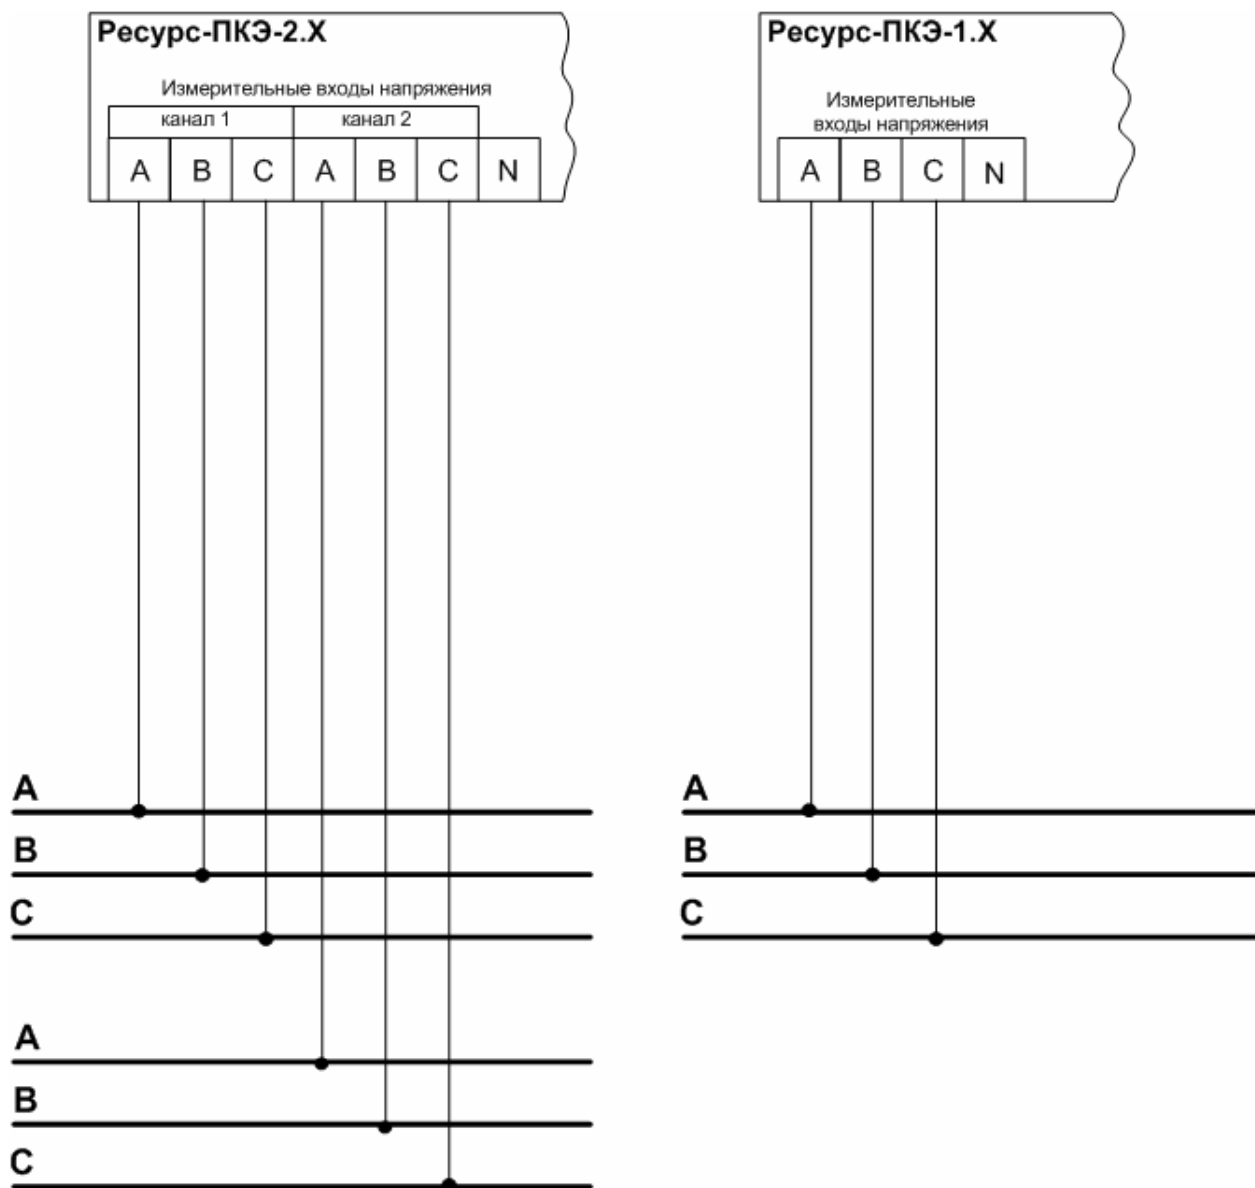 Ресурс-ПКЭ-2.Х
Измерительные входы напряжения
канал 1 канал 2
А В С А В С N
А
В
С
А
В
С
Ресурс-ПКЭ-1.Х
Измерительные
входы напряжения
А В С N
А
В
С